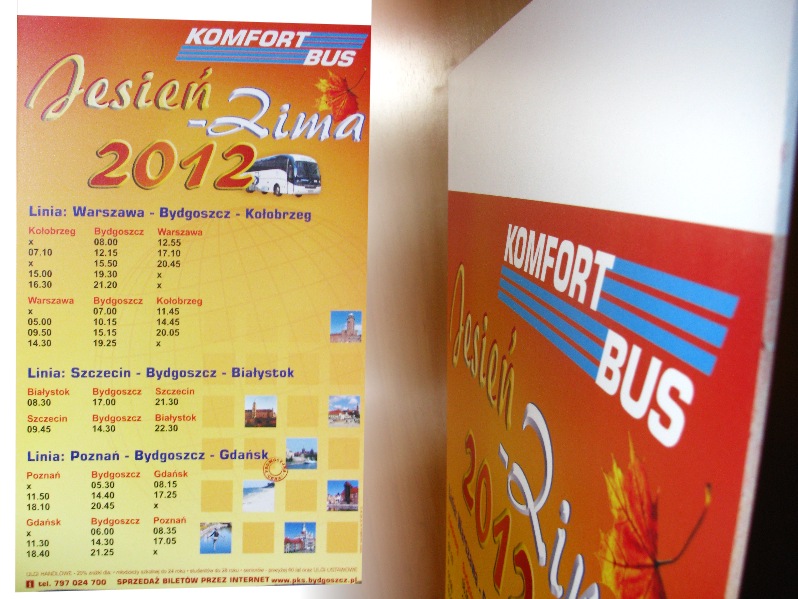 KOMFORT
BUS
Jesień
-Zima
2012
Linia: Warszawa - Bydgoszcz - Kołobrzeg
Kołobrzeg Bydgoszcz Warszawa
x 08.00 12.55
07.10 12.15 17.10
x 15.50 20.45
15.00 19.30 x
16.30 21.20 x
Warszawa Bydgoszcz Kołobrzeg
x 07.00 11.45
05.00 10.15 14.45
09.50 15.15 20.05
14.30 19.25 x
Linia: Szczecin - Bydgoszcz - Białystok
Białystok Bydgoszcz Szczecin
08.30 17.00 21.30
Szczecin Bydgoszcz Białystok
09.45 14.30 22.30
Linia: Poznań - Bydgoszcz - Gdańsk
Poznań Bydgoszcz Gdańsk
x 05.30 08.15
11.50 14.40 17.25
18.10 20.45 x
Gdańsk Bydgoszcz Poznań
x 06.00 08.35
11.30 14.30 17.05
18.40 21.25 x
tel. 797 024 700 SPRZEDAŻ BILETÓW PRZEZ INTERNET www.pks.bydgoszcz.pl
KOMFORT
BUS
Jesień
-Zim
2012